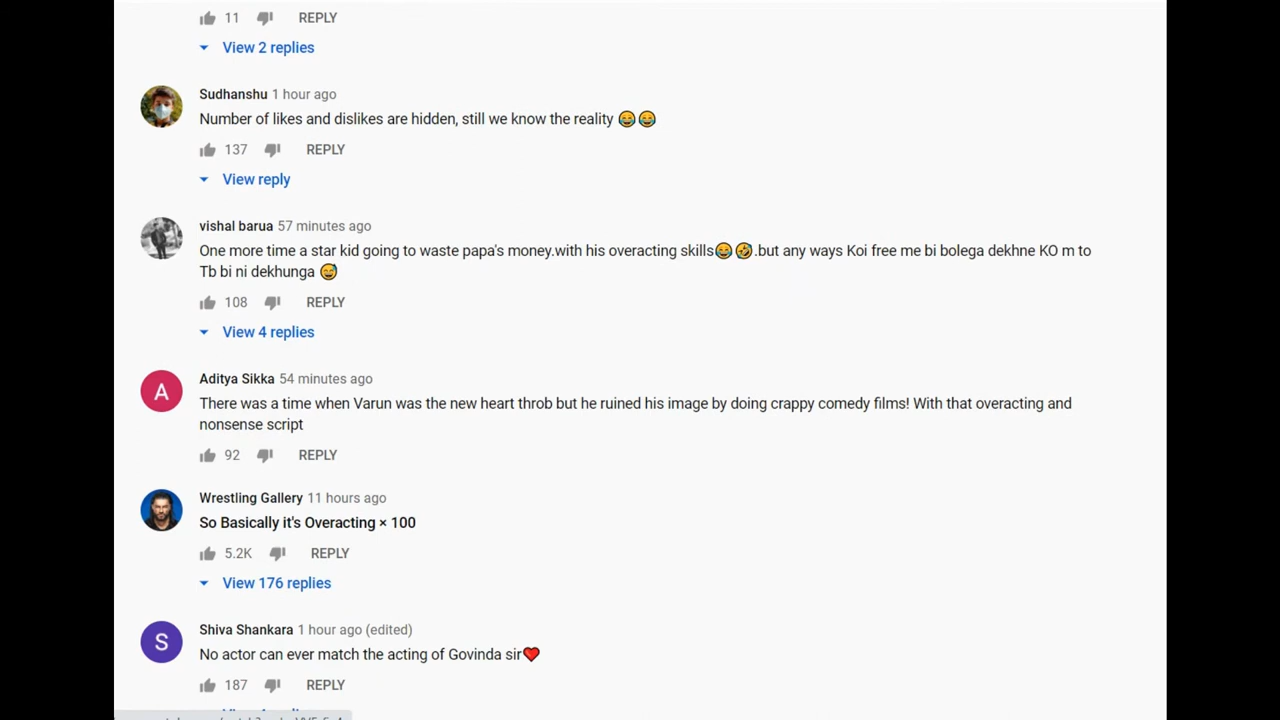 11 REPLY
View 2 replies
Sudhanshu 1 hour ago
Number of likes and dislikes are hidden, still we know the reality 😂😂
137 REPLY
View reply
vishal barua 57 minutes ago
One more time a star kid going to waste papa's money.with his overacting skills😂🤣.but any ways Koi free me bi bolega dekhne KO m to
Tb bi ni dekhunga 😅
108 REPLY
View 4 replies
A
Aditya Sikka 54 minutes ago
There was a time when Varun was the new heart throb but he ruined his image by doing crappy comedy films! With that overacting and
nonsense script
92 REPLY
Wrestling Gallery 11 hours ago
So Basically it's Overacting × 100
5.2K REPLY
View 176 replies
S
Shiva Shankara 1 hour ago (edited)
No actor can ever match the acting of Govinda sir❤️
187 REPLY